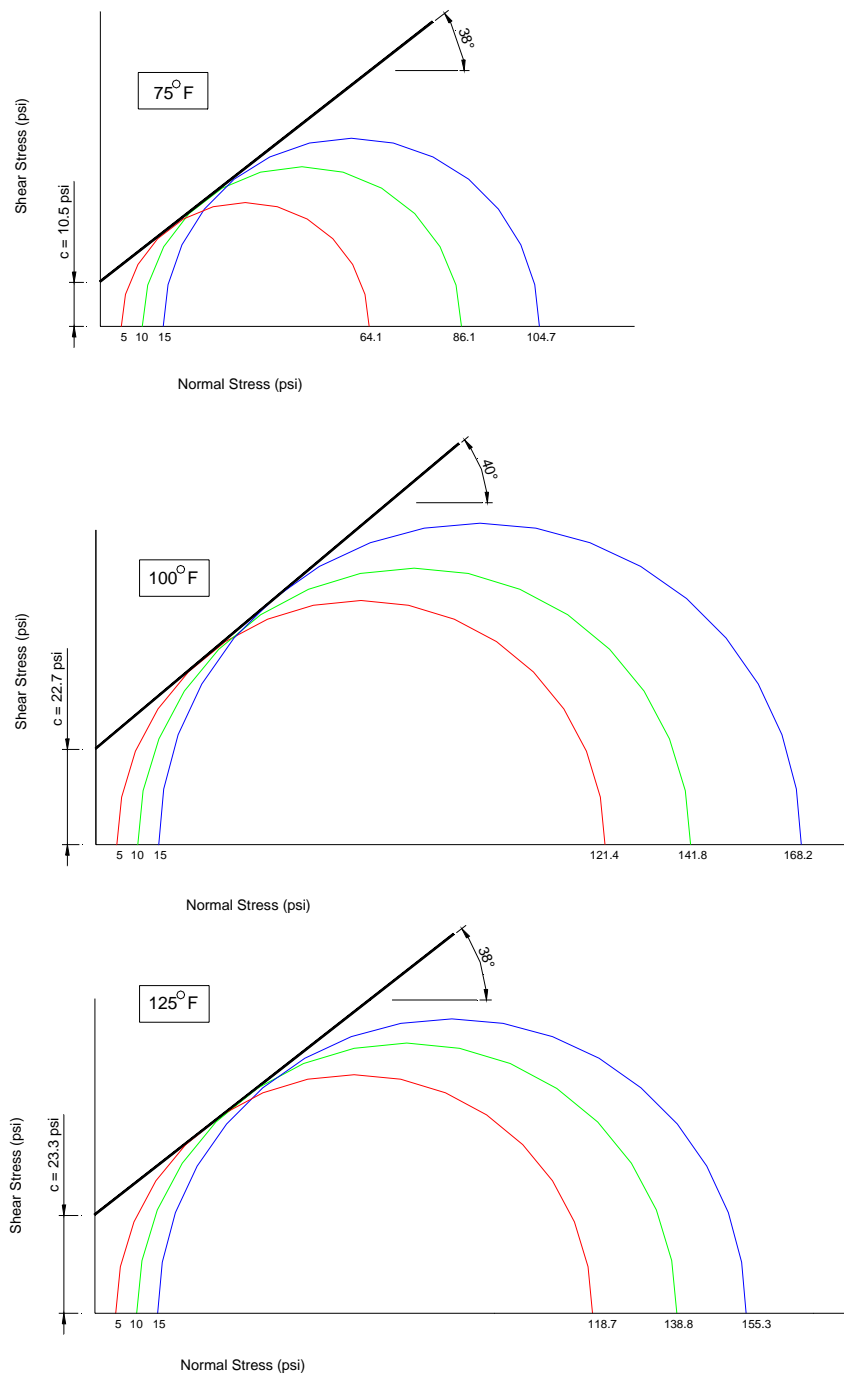 38°
75°F
Shear Stress (psi)
c = 10.5 psi
5 10 15 64.1 86.1 104.7
Normal Stress (psi)
40°
100°F
Shear Stress (psi)
c = 22.7 psi
5 10 15 121.4 141.8 168.2
Normal Stress (psi)
38°
125°F
Shear Stress (psi)
c = 23.3 psi
5 10 15 118.7 138.8 155.3
Normal Stress (psi)